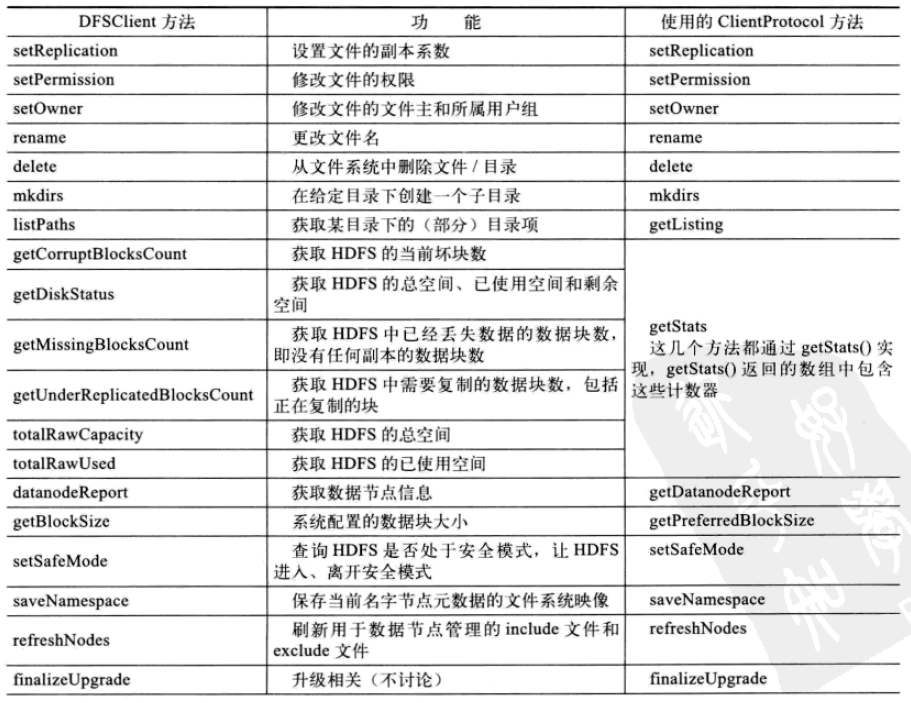 DFSClient 方法 功 能 使用的 ClientProtocol 方法
setReplication 设置文件的副本系数 setReplication
setPermission 修改文件的权限 setPermission
setOwner 修改文件的文件主和所属用户组 setOwner
rename 更改文件名 rename
delete 从文件系统中删除文件 / 目录 delete
mkdirs 在给定目录下创建一个子目录 mkdirs
listPaths 获取某目录下的（部分）目录项 getListing
getCorruptBlocksCount 获取 HDFS 的当前坏块数
getDiskStatus 获取 HDFS 的总空间、已使用空间和剩余
空间
getMissingBlocksCount 获取 HDFS 中已经丢失数据的数据块数，
即没有任何副本的数据块数
getUnderReplicatedBlocksCount 获取 HDFS 中需要复制的数据块数，包括
正在复制的块
totalRawCapacity 获取 HDFS 的总空间
totalRawUsed 获取 HDFS 的已使用空间
getStats
这几个方法都通过 getStats() 实
现，getStats() 返回的数组中包含
这些计数器
datanodeReport 获取数据节点信息 getDatanodeReport
getBlockSize 系统配置的数据块大小 getPreferredBlockSize
setSafeMode 查询 HDFS 是否处于安全模式，让 HDFS setSafeMode
进入、离开安全模式
saveNamespace 保存当前名字节点元数据的文件系统映像 saveNamespace
refreshNodes 刷新用于数据节点管理的 include 文件和 refreshNodes
exclude 文件
finalizeUpgrade 升级相关（不讨论） finalizeUpgrade